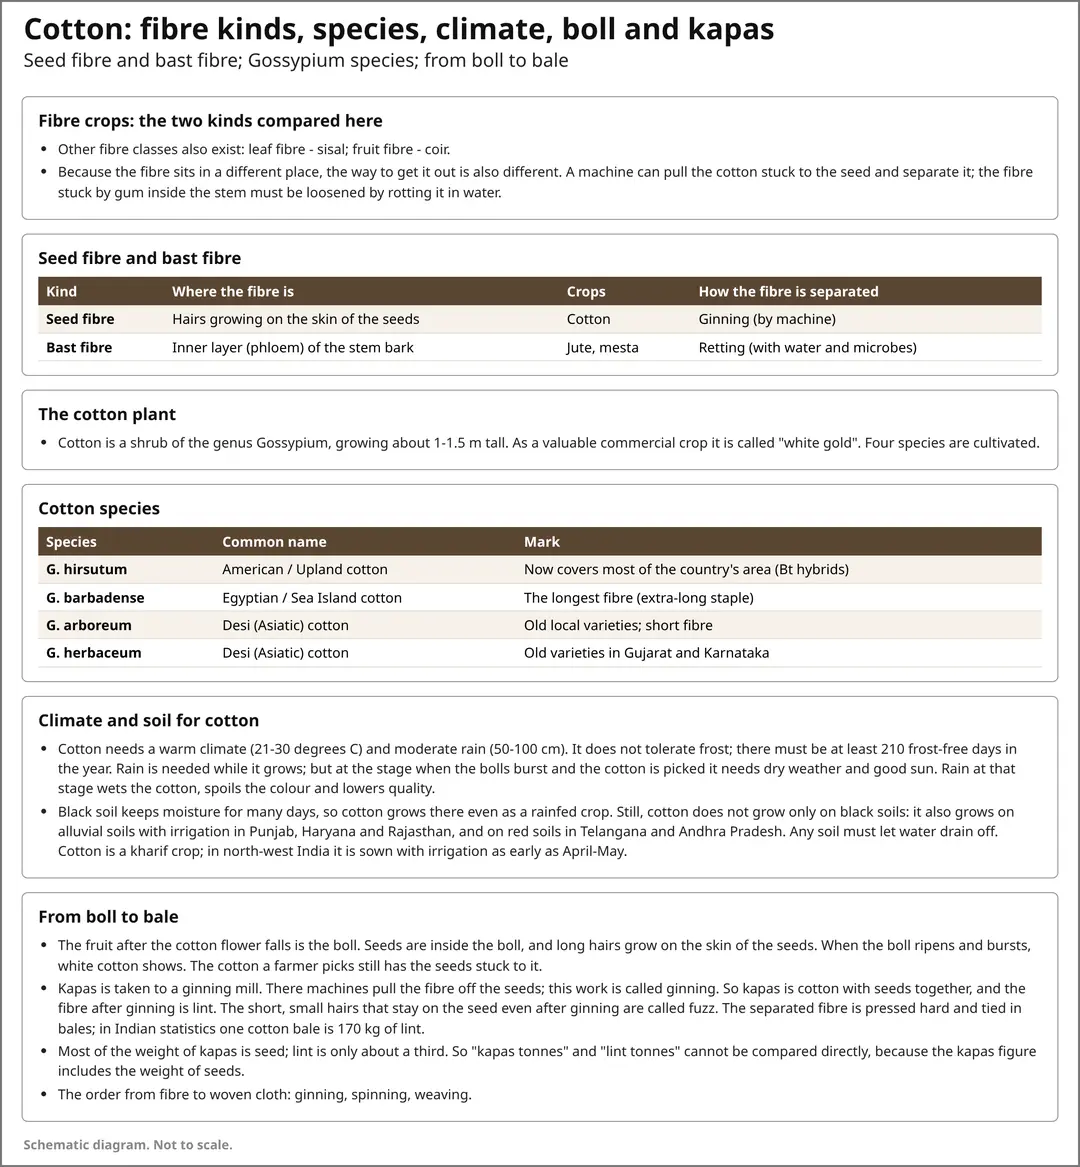 Cotton: fibre kinds, species, climate, boll and kapas
Seed fibre and bast fibre; Gossypium species; from boll to bale
Fibre crops: the two kinds compared here
• Other fibre classes also exist: leaf fibre - sisal; fruit fibre - coir.
• Because the fibre sits in a different place, the way to get it out is also different. A machine can pull the cotton stuck to the seed and separate it; the fibre
stuck by gum inside the stem must be loosened by rotting it in water.
Seed fibre and bast fibre
Kind Where the fibre is Crops How the fibre is separated
Seed fibre Hairs growing on the skin of the seeds Cotton Ginning (by machine)
Bast fibre Inner layer (phloem) of the stem bark Jute, mesta Retting (with water and microbes)
The cotton plant
• Cotton is a shrub of the genus Gossypium, growing about 1-1.5 m tall. As a valuable commercial crop it is called "white gold". Four species are cultivated.
Cotton species
Species Common name Mark
G. hirsutum American / Upland cotton Now covers most of the country's area (Bt hybrids)
G. barbadense Egyptian / Sea Island cotton The longest fibre (extra-long staple)
G. arboreum Desi (Asiatic) cotton Old local varieties; short fibre
G. herbaceum Desi (Asiatic) cotton Old varieties in Gujarat and Karnataka
Climate and soil for cotton
• Cotton needs a warm climate (21-30 degrees C) and moderate rain (50-100 cm). It does not tolerate frost; there must be at least 210 frost-free days in
the year. Rain is needed while it grows; but at the stage when the bolls burst and the cotton is picked it needs dry weather and good sun. Rain at that
stage wets the cotton, spoils the colour and lowers quality.
• Black soil keeps moisture for many days, so cotton grows there even as a rainfed crop. Still, cotton does not grow only on black soils: it also grows on
alluvial soils with irrigation in Punjab, Haryana and Rajasthan, and on red soils in Telangana and Andhra Pradesh. Any soil must let water drain off.
Cotton is a kharif crop; in north-west India it is sown with irrigation as early as April-May.
From boll to bale
• The fruit after the cotton flower falls is the boll. Seeds are inside the boll, and long hairs grow on the skin of the seeds. When the boll ripens and bursts,
white cotton shows. The cotton a farmer picks still has the seeds stuck to it.
• Kapas is taken to a ginning mill. There machines pull the fibre off the seeds; this work is called ginning. So kapas is cotton with seeds together, and the
fibre after ginning is lint. The short, small hairs that stay on the seed even after ginning are called fuzz. The separated fibre is pressed hard and tied in
bales; in Indian statistics one cotton bale is 170 kg of lint.
• Most of the weight of kapas is seed; lint is only about a third. So "kapas tonnes" and "lint tonnes" cannot be compared directly, because the kapas figure
includes the weight of seeds.
• The order from fibre to woven cloth: ginning, spinning, weaving.
Schematic diagram. Not to scale.